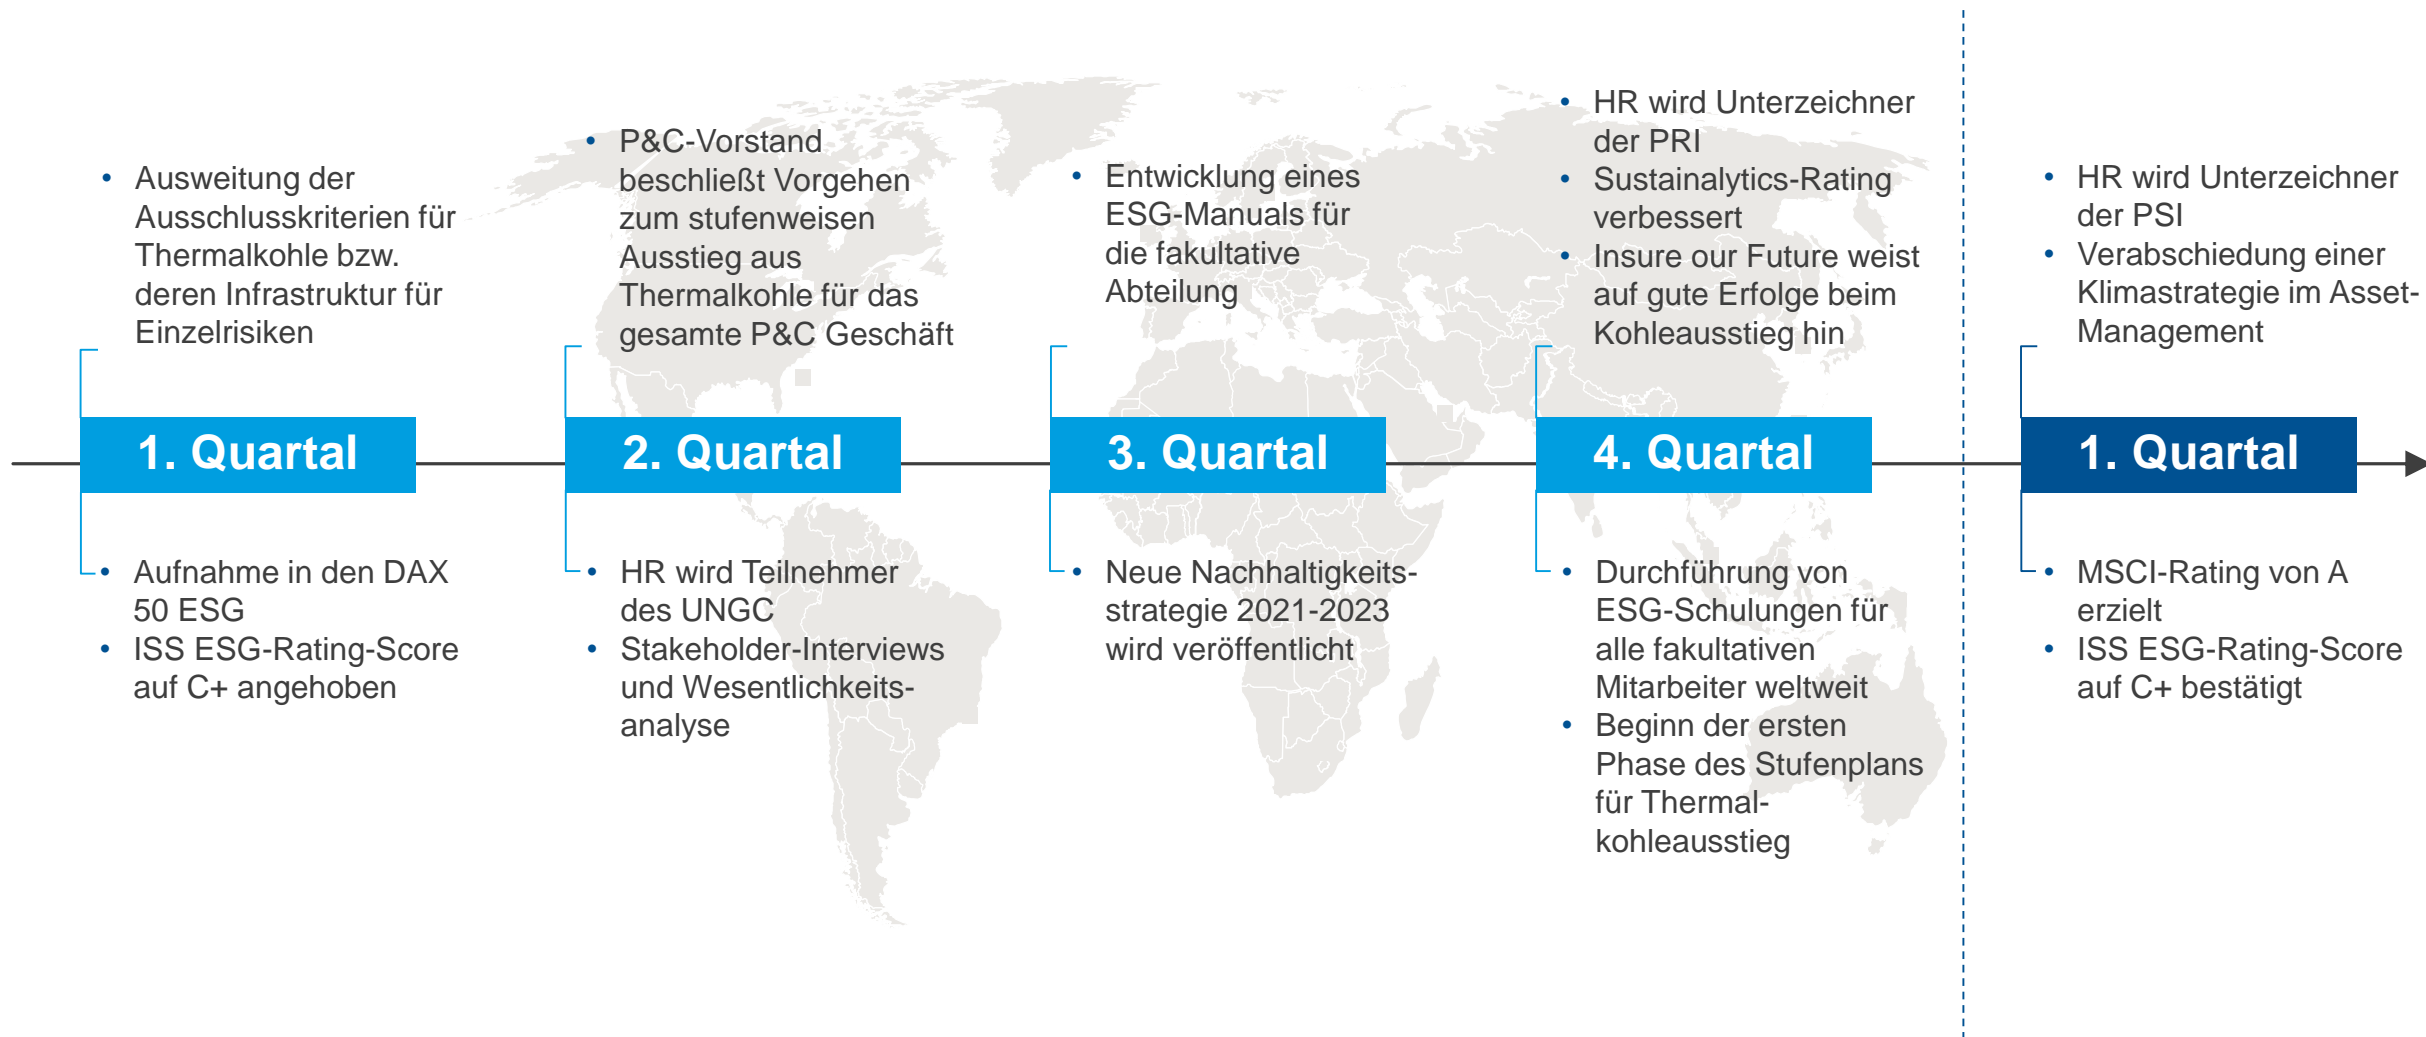 • Ausweitung der
Ausschlusskriterien für
Thermalkohle bzw.
deren Infrastruktur für
Einzelrisiken
1. Quartal
• Aufnahme in den DAX
50 ESG
• ISS ESG-Rating-Score
auf C+ angehoben
• P&C-Vorstand
beschließt Vorgehen
zum stufenweisen
Ausstieg aus
Thermalkohle für das
gesamte P&C Geschäft
2. Quartal
• HR wird Teilnehmer
des UNGC
• Stakeholder-Interviews
und Wesentlichkeits-
analyse
• Entwicklung eines
ESG-Manuals für
die fakultative
Abteilung
3. Quartal
• Neue Nachhaltigkeits-
strategie 2021-2023
wird veröffentlicht
• HR wird Unterzeichner
der PRI
• Sustainalytics-Rating
verbessert
• Insure our Future weist
auf gute Erfolge beim
Kohleausstieg hin
4. Quartal
• Durchführung von
ESG-Schulungen für
alle fakultativen
Mitarbeiter weltweit
• Beginn der ersten
Phase des Stufenplans
für Thermal-
kohleausstieg
• HR wird Unterzeichner
der PSI
• Verabschiedung einer
Klimastrategie im Asset-
Management
1. Quartal
• MSCI-Rating von A
erzielt
• ISS ESG-Rating-Score
auf C+ bestätigt